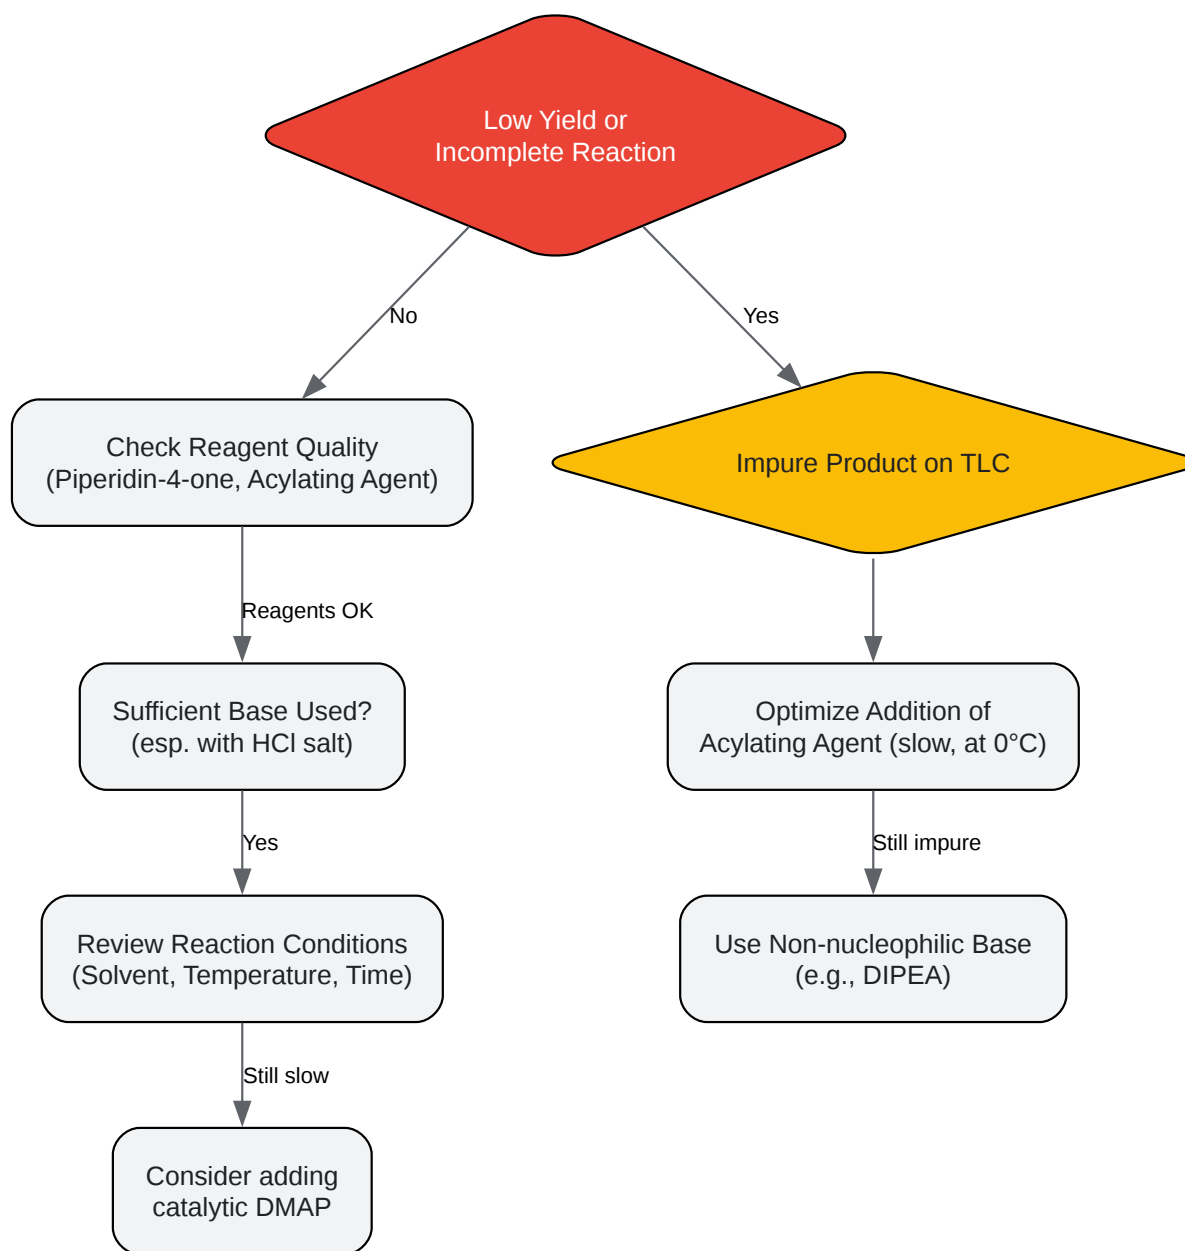 Low Yield or
Incomplete Reaction
No
Yes
Check Reagent Quality
(Piperidin-4-one, Acylating Agent)
Impure Product on TLC
Reagents OK
Sufficient Base Used?
(esp. with HCl salt)
Optimize Addition of
Acylating Agent (slow, at 0°C)
Yes
Still impure
Review Reaction Conditions
(Solvent, Temperature, Time)
Use Non-nucleophilic Base
(e.g., DIPEA)
Still slow
Consider adding
catalytic DMAP